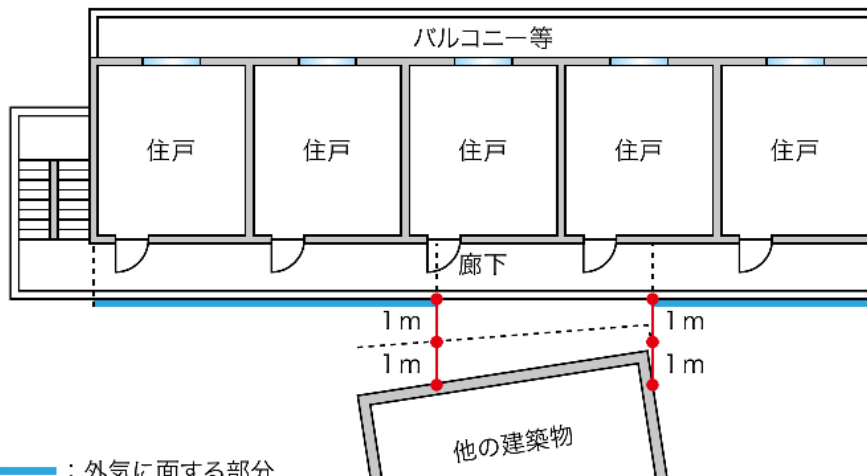 バルコニー等
住戸 住戸 住戸 住戸 住戸
廊下
1m 1m
1m 1m
他の建築物
：外気に面する部分